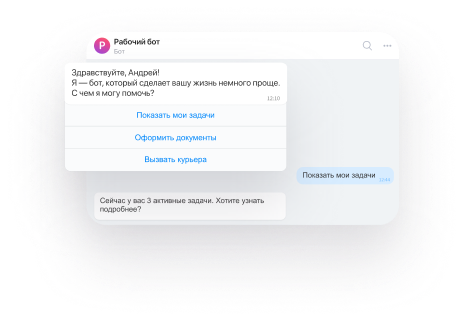 P
Рабочий бот
Бот
Здравствуйте, Андрей!
Я — бот, который сделает вашу жизнь немного проще.
С чем я могу помочь?
12:10
Показать мои задачи
Оформить документы
Вызвать курьера
Показать мои задачи
Сейчас у вас 3 активные задачи. Хотите узнать
подробнее?